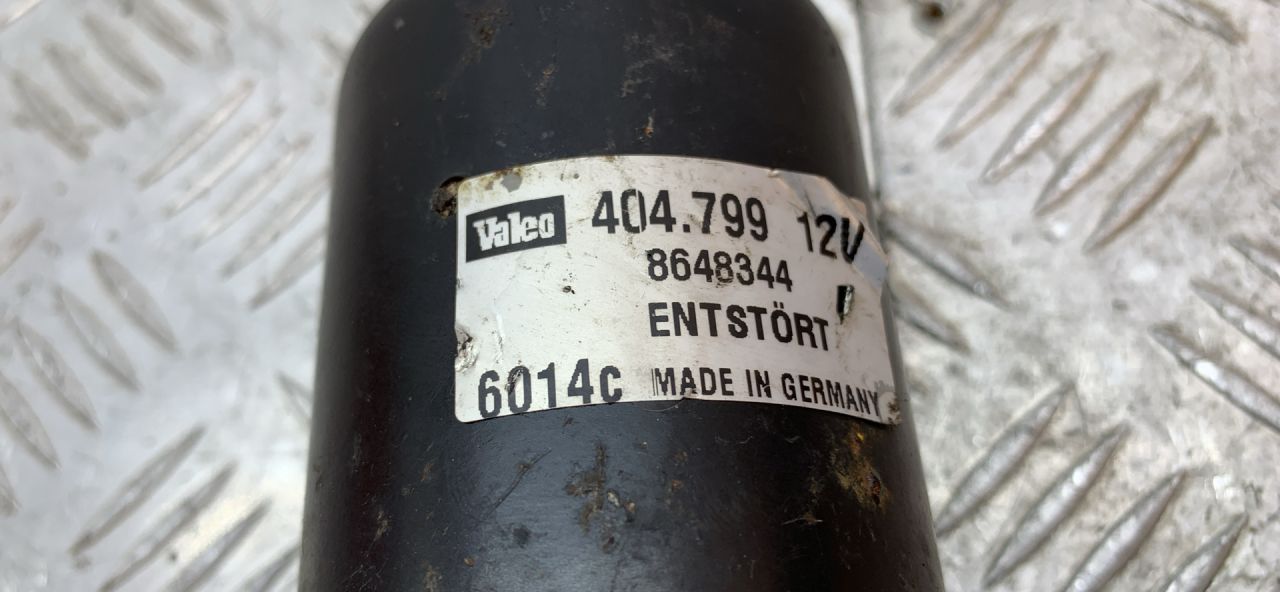 Valeo 404.799 12V
8648344
ENTSTÖRT
6014c MADE IN GERMANY